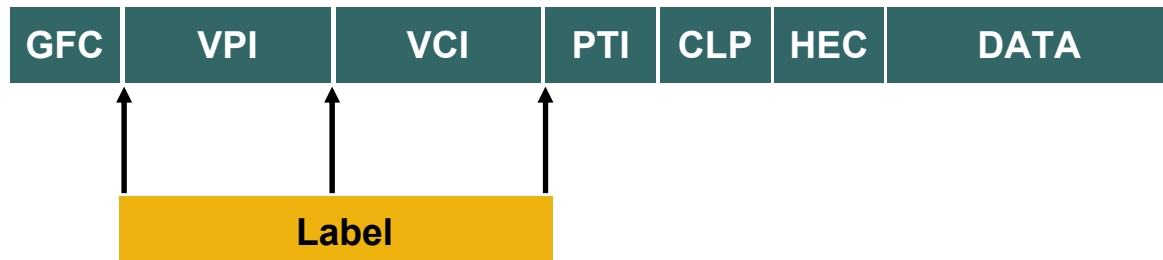 GFC VPI VCI PTI CLP HEC DATA
Label